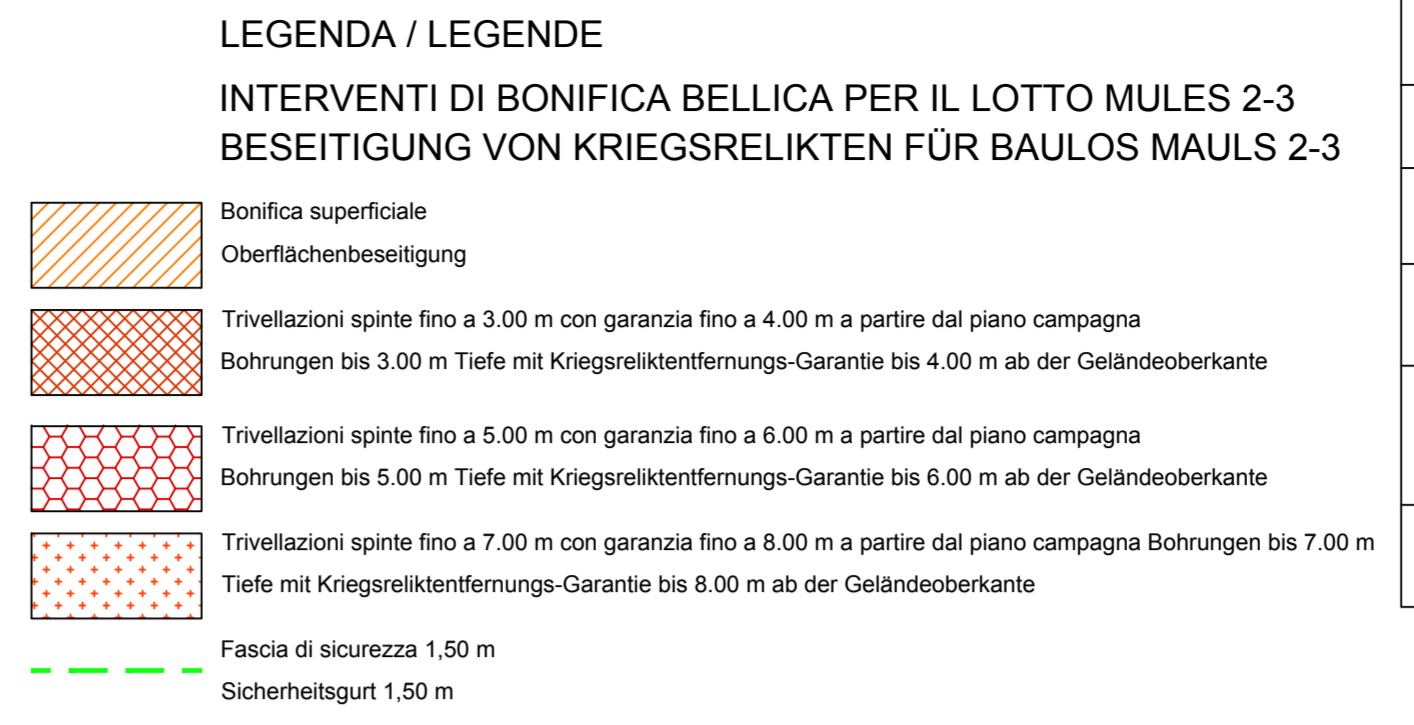 LEGENDA / LEGENDE
INTERVENTI DI BONIFICA BELLICA PER IL LOTTO MULES 2-3
BESEITIGUNG VON KRIEGSRELIKTEN FÜR BAULOS MAULS 2-3
Bonifica superficiale
Oberflächenbeseitigung
Trivellazioni spinte fino a 3.00 m con garanzia fino a 4.00 m a partire dal piano campagna
Bohrungen bis 3.00 m Tiefe mit Kriegsreliktentfernungs-Garantie bis 4.00 m ab der Geländeoberkante
Trivellazioni spinte fino a 5.00 m con garanzia fino a 6.00 m a partire dal piano campagna
Bohrungen bis 5.00 m Tiefe mit Kriegsreliktentfernungs-Garantie bis 6.00 m ab der Geländeoberkante
Trivellazioni spinte fino a 7.00 m con garanzia fino a 8.00 m a partire dal piano campagna Bohrungen bis 7.00 m
Tiefe mit Kriegsreliktentfernungs-Garantie bis 8.00 m ab der Geländeoberkante
Fascia di sicurezza 1,50 m
Sicherheitsgurt 1,50 m